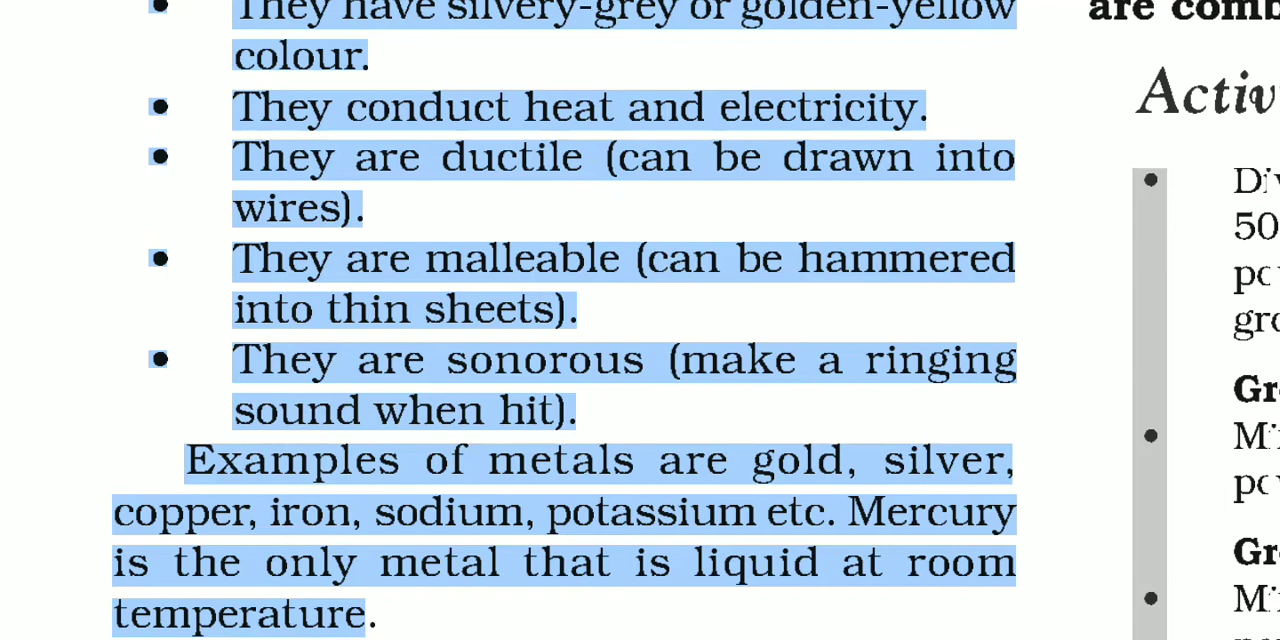 • They have silvery-grey or golden-yellow
colour.
• They conduct heat and electricity.
• They are ductile (can be drawn into
wires).
• They are malleable (can be hammered
into thin sheets).
• They are sonorous (make a ringing
sound when hit).
Examples of metals are gold, silver,
copper, iron, sodium, potassium etc. Mercury
is the only metal that is liquid at room
temperature.
are
•
50
•
•